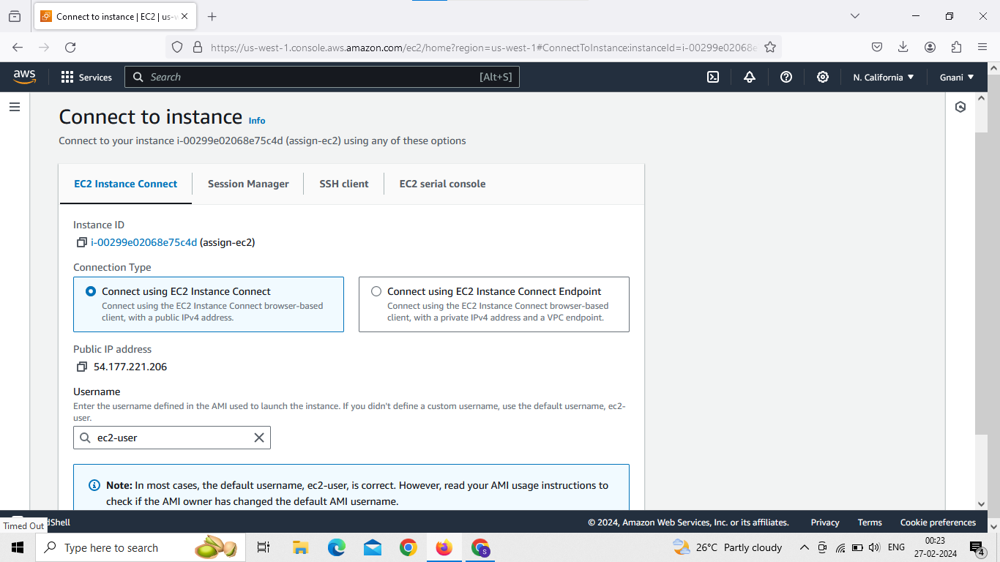 Connect to instance | EC2 | us-w
https://us-west-1.console.aws.amazon.com/ec2/home?region=us-west-1#ConnectToInstance:instanceId=i-00299e02068e
aws
Services
Search
[Alt+S]
N. California
Gnani
Connect to instance Info
Connect to your instance i-00299e02068e75c4d (assign-ec2) using any of these options
EC2 Instance Connect
Session Manager
SSH client
EC2 serial console
Instance ID
i-00299e02068e75c4d (assign-ec2)
Connection Type
Connect using EC2 Instance Connect
Connect using the EC2 Instance Connect browser-based
client, with a public IPv4 address.
Connect using EC2 Instance Connect Endpoint
Connect using the EC2 Instance Connect browser-based
client, with a private IPv4 address and a VPC endpoint.
Public IP address
54.177.221.206
Username
Enter the username defined in the AMI used to launch the instance. If you didn't define a custom username, use the default username, ec2-
user.
ec2-user
Note: In most cases, the default username, ec2-user, is correct. However, read your AMI usage instructions to
check if the AMI owner has changed the default AMI username.
Timed Out
dShell
© 2024, Amazon Web Services, Inc. or its affiliates.
Privacy
Terms
Cookie preferences
Type here to search
S
26°C Partly cloudy
ENG
00:23
27-02-2024
4